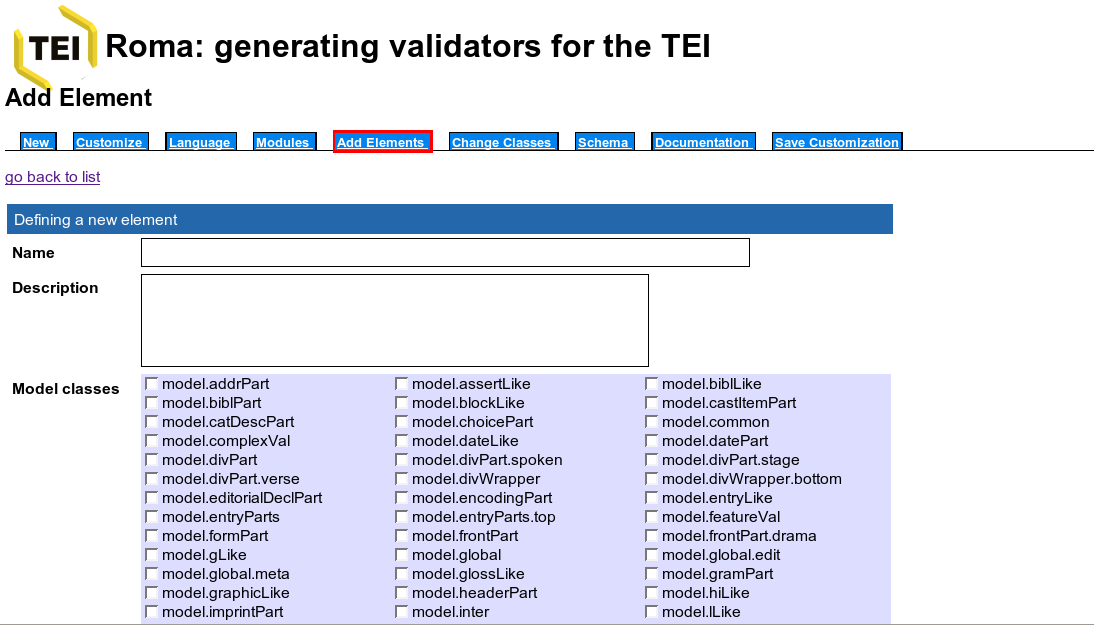 TEI Roma: generating validators for the TEI
Add Element
New Customize Language Modules Add Elements Change Classes Schema Documentation Save Customization
go back to list
Defining a new element
Name
Description
Model classes
model.addrPart model.assertLike model.biblLike
model.biblPart model.blockLike model.castItemPart
model.catDescPart model.choicePart model.common
model.complexVal model.dateLike model.datePart
model.divPart model.divPart.spoken model.divPart.stage
model.divPart.verse model.divWrapper model.divWrapper.bottom
model.editorialDeclPart model.encodingPart model.entryLike
model.entryParts model.entryParts.top model.featureVal
model.formPart model.frontPart model.frontPart.drama
model.gLike model.global model.global.edit
model.global.meta model.glossLike model.gramPart
model.graphicLike model.headerPart model.hiLike
model.imprintPart model.inter model.lLike